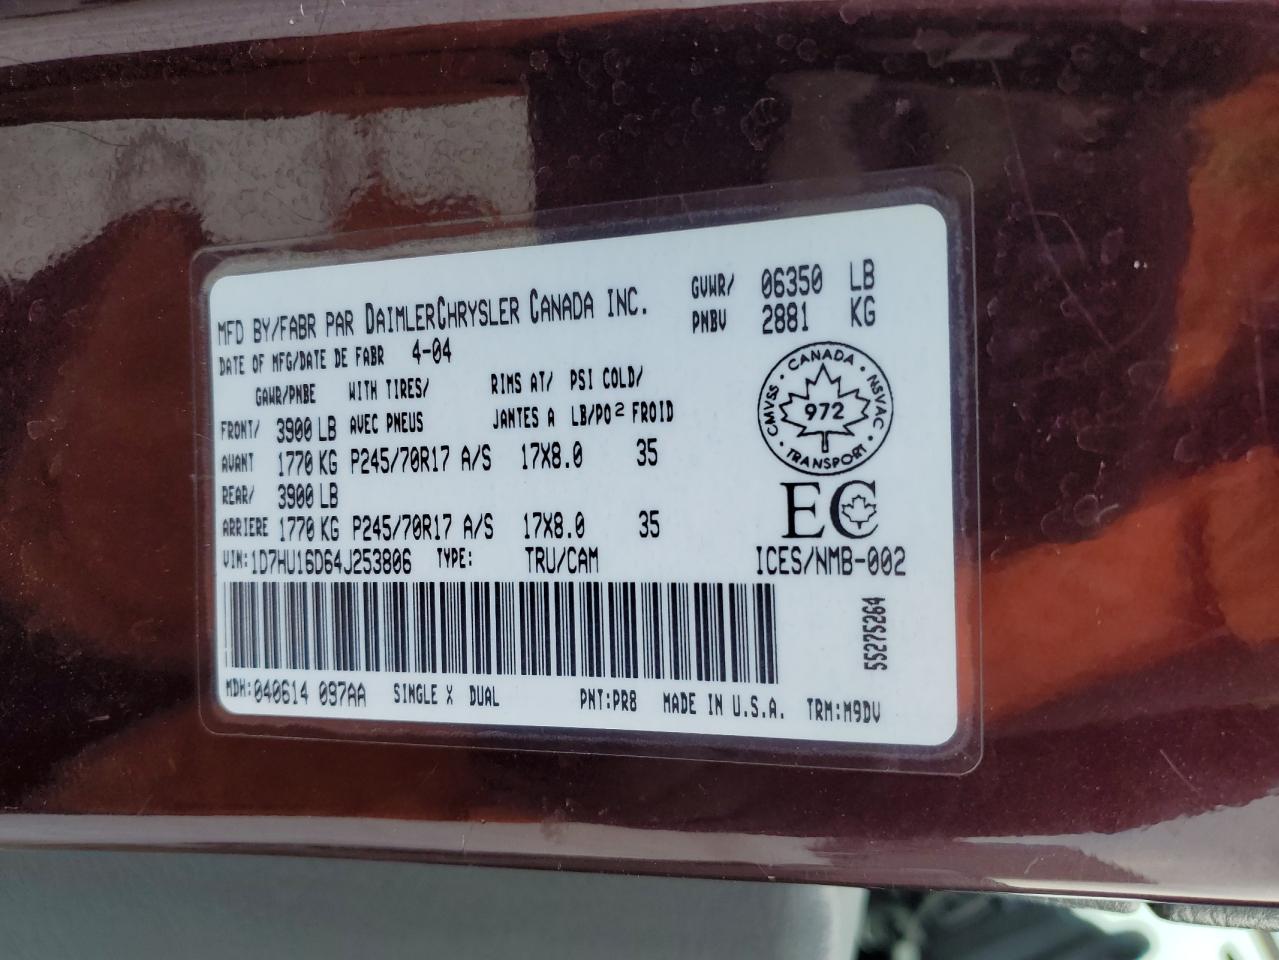 MFD BY/FABR PAR DAIMLERCHRYSLER CANADA INC.
DATE OF MFG/DATE DE FABR 4-04
GVWR/ 06350 LB
PNBV 2881 KG
GAWR/PNBE WITH TIRES/ RIMS AT/ PSI COLD/
FRONT/ 3900 LB AVEC PNEUS JANTES A LB/PO² FROID
AVANT 1770 KG P245/70R17 A/S 17X8.0 35
REAR/ 3900 LB
ARRIERE 1770 KG P245/70R17 A/S 17X8.0 35
CANADA · NSVAC · TRANSPORT · CMVSS ·
972
EC
VIN:1D7HU16D64J253806 TYPE: TRU/CAM ICES/NMB-002
55275264
MDH:040614 097AA SINGLE X DUAL PNT:PR8 MADE IN U.S.A. TRM:M9DV